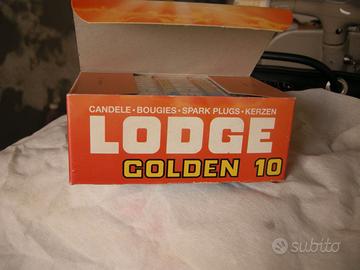 CANDELE • BOUGIES • SPARK PLUGS • KERZEN
LODGE
GOLDEN 10
subito